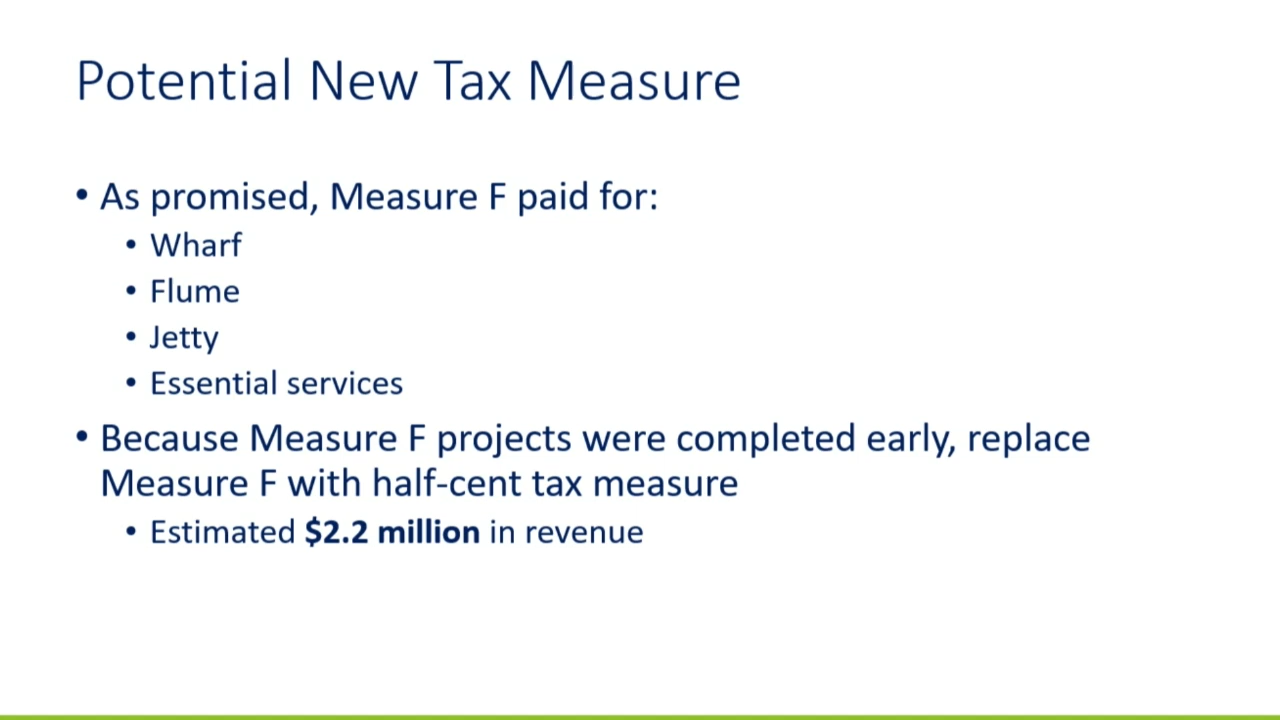 Potential New Tax Measure
• As promised, Measure F paid for:
• Wharf
• Flume
• Jetty
• Essential services
• Because Measure F projects were completed early, replace
Measure F with half-cent tax measure
• Estimated $2.2 million in revenue